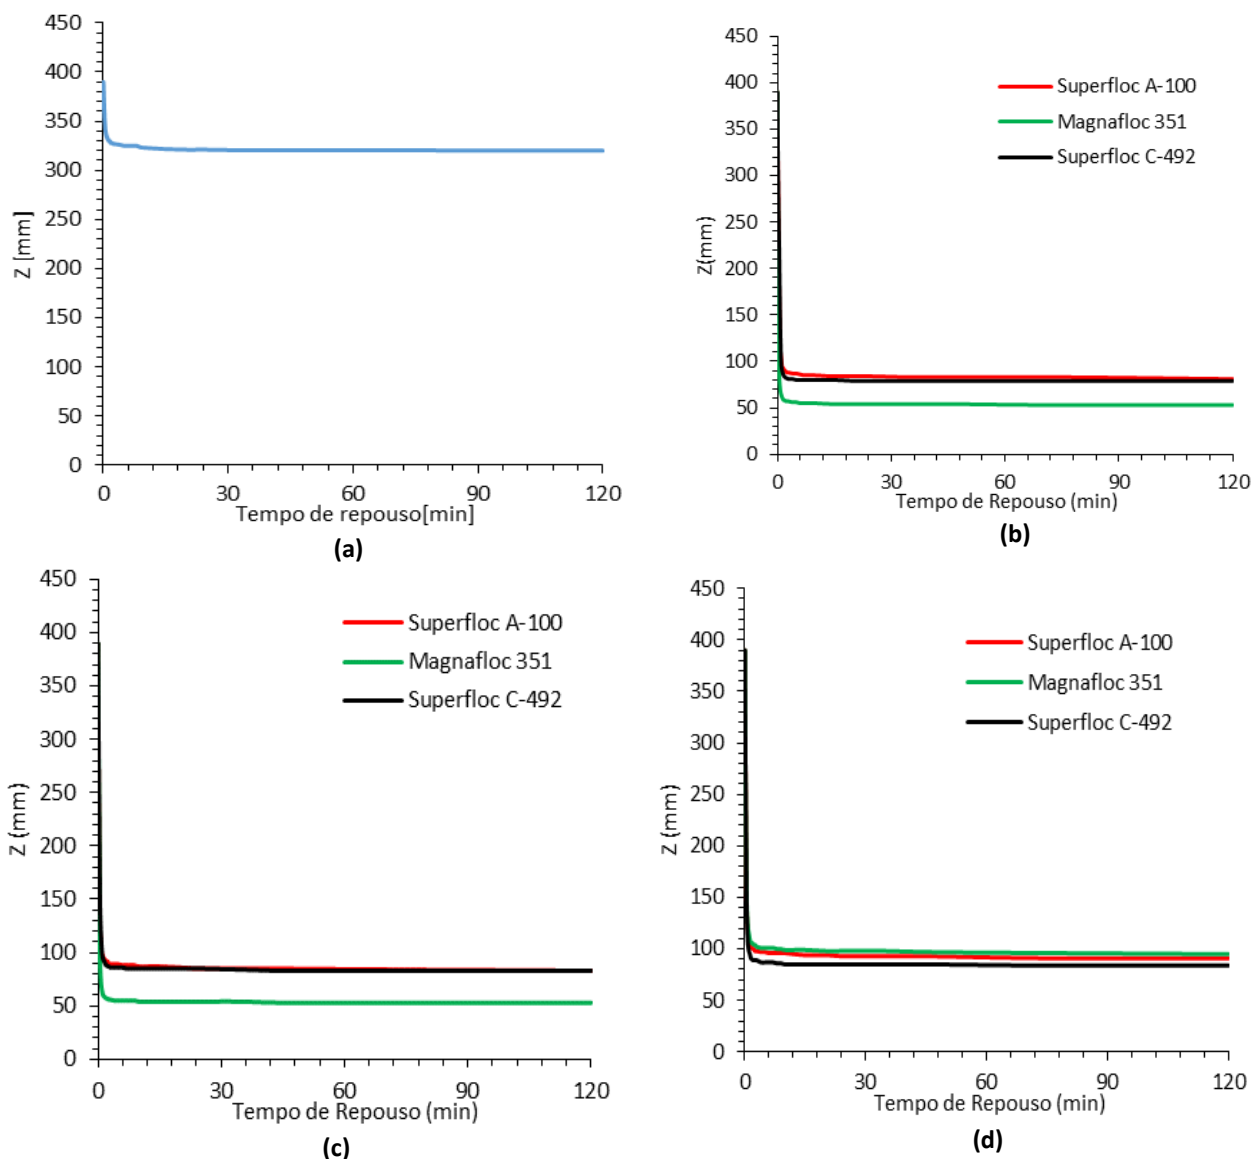 450
400
350
300
250
200
150
100
50
0
Z [mm]
0 30 60 90 120
Tempo de repouso[min]
(a)
450
400
350
300
250
200
150
100
50
0
Z(mm)
Superfloc A-100
Magnafloc 351
Superfloc C-492
0 30 60 90 120
Tempo de Repouso (min)
(b)
450
400
350
300
250
200
150
100
50
0
Z (mm)
Superfloc A-100
Magnafloc 351
Superfloc C-492
0 30 60 90 120
Tempo de Repouso (min)
(c)
450
400
350
300
250
200
150
100
50
0
Z (mm)
Superfloc A-100
Magnafloc 351
Superfloc C-492
0 30 60 90 120
Tempo de Repouso (min)
(d)